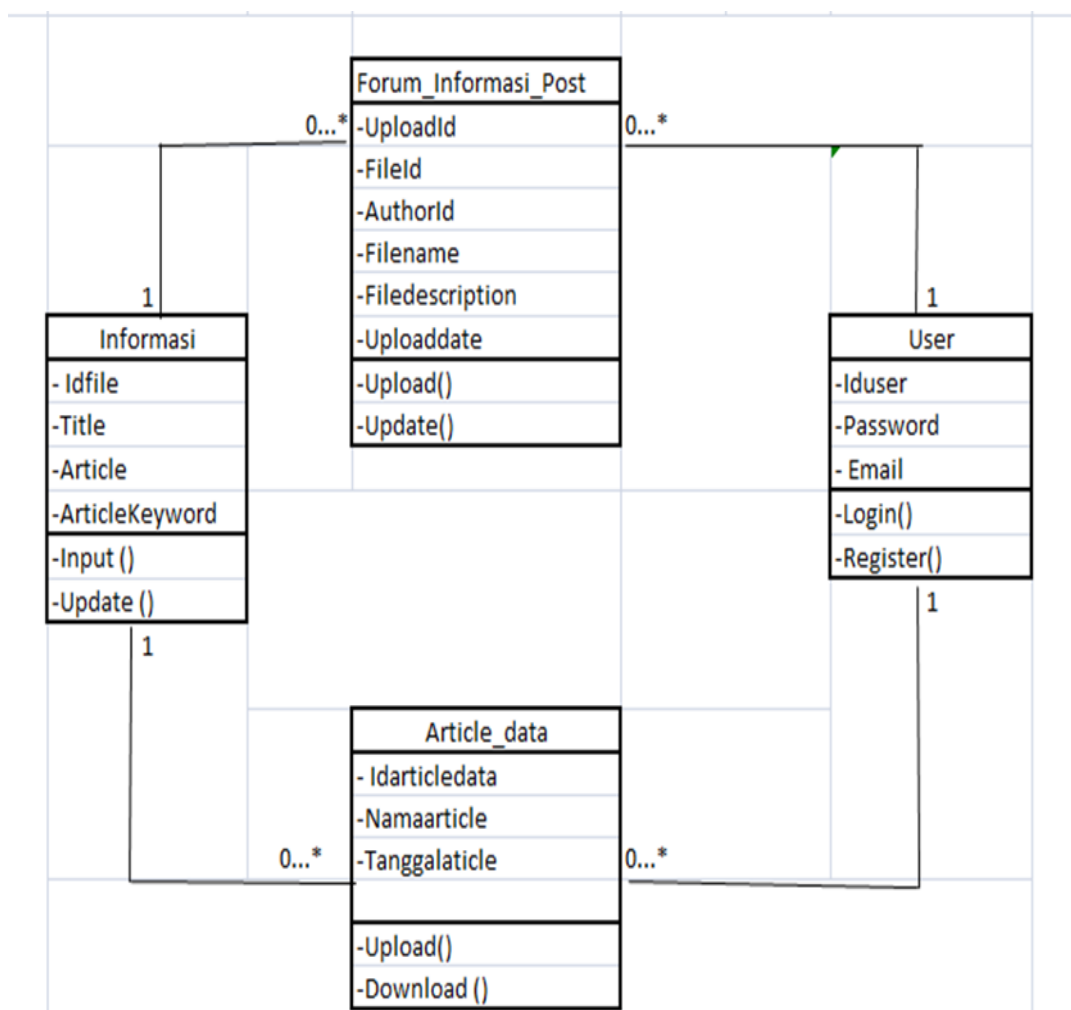 Forum_Informasi_Post
0...*
-UploadId
0...*
-FileId
-AuthorId
-Filename
-Filedescription
-Uploaddate
-Upload()
-Update()
1
Informasi
- Idfile
-Title
-Article
-ArticleKeyword
-Input ()
-Update ()
1
1
User
-Iduser
-Password
- Email
-Login()
-Register()
1
Article_data
- Idarticledata
-Namaarticle
0...*
-Tanggalaticle
0...*
-Upload()
-Download ()